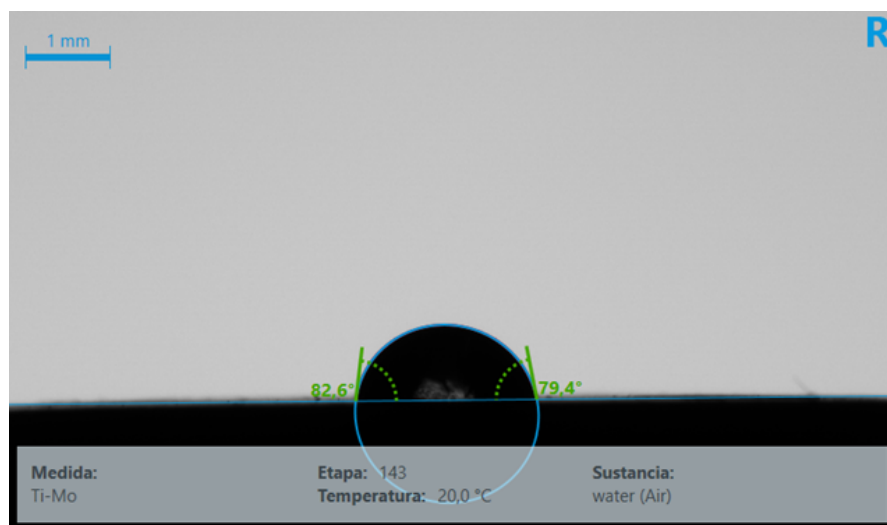 1 mm
R
82,6°
79,4°
Medida:
Ti-Mo
Etapa: 143
Temperatura: 20,0 °C
Sustancia:
water (Air)